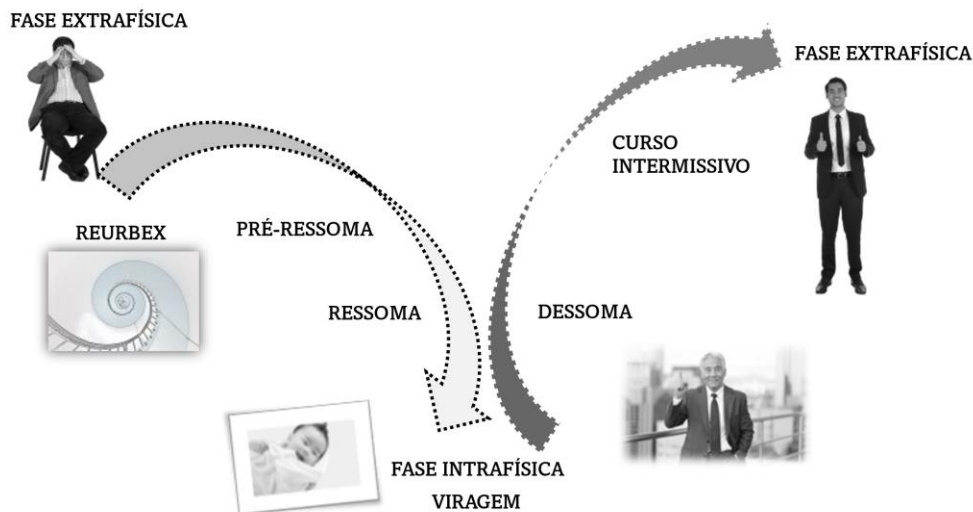 FASE EXTRAFÍSICA
FASE EXTRAFÍSICA
CURSO
INTERMISSIVO
REURBEX
PRÉ-RESSOMA
RESSOMA
DESSOMA
FASE INTRAFÍSICA
VIRAGEM